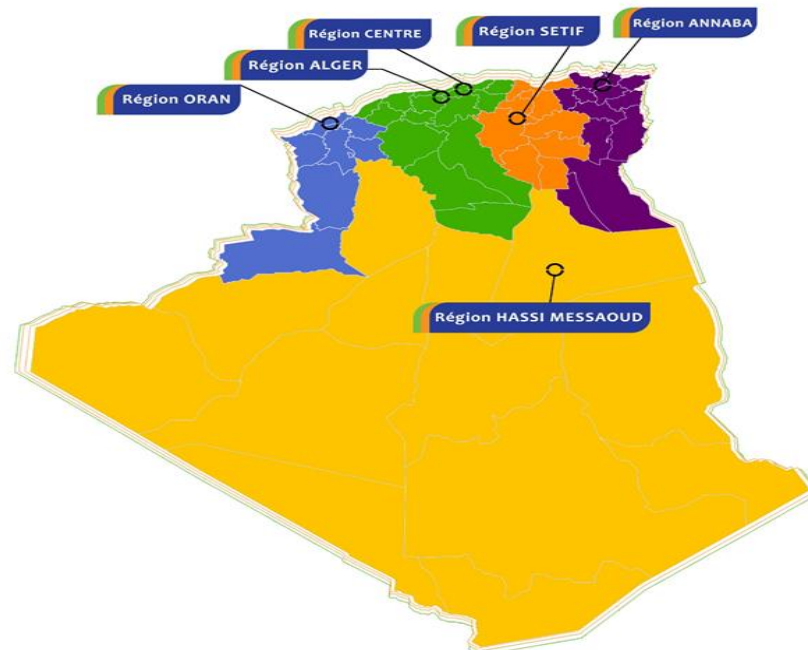 Région CENTRE
Région SETIF
Région ANNABA
Région ALGER
Région ORAN
Région HASSI MESSAOUD